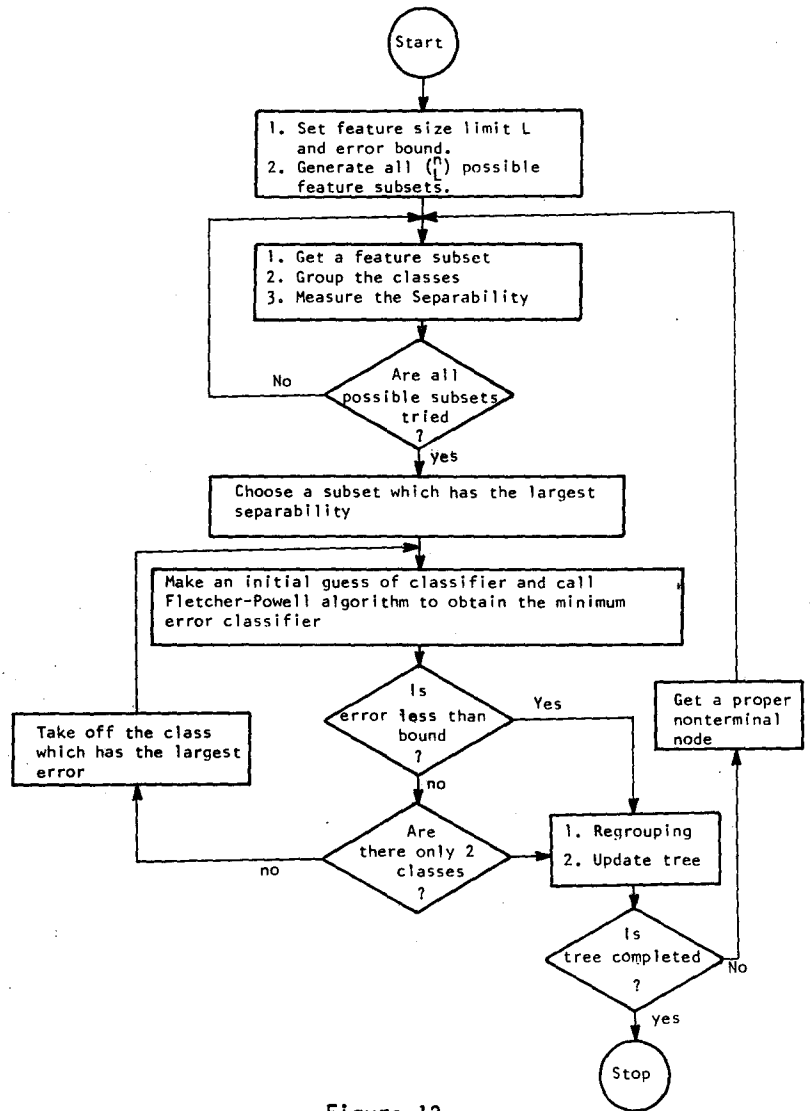 Start
1. Set feature size limit L
and error bound.
2. Generate all (n L) possible
feature subsets.
1. Get a feature subset
2. Group the classes
3. Measure the Separability
No
Are all
possible subsets
tried
?
yes
Choose a subset which has the largest
separability
Make an initial guess of classifier and call
Fletcher-Powell algorithm to obtain the minimum
error classifier
Is
error less than
bound
?
Yes
no
Take off the class
which has the largest
error
Get a proper
nonterminal
node
Are
there only 2
classes
?
no
1. Regrouping
2. Update tree
Is
tree completed
?
No
yes
Stop
Figure 12